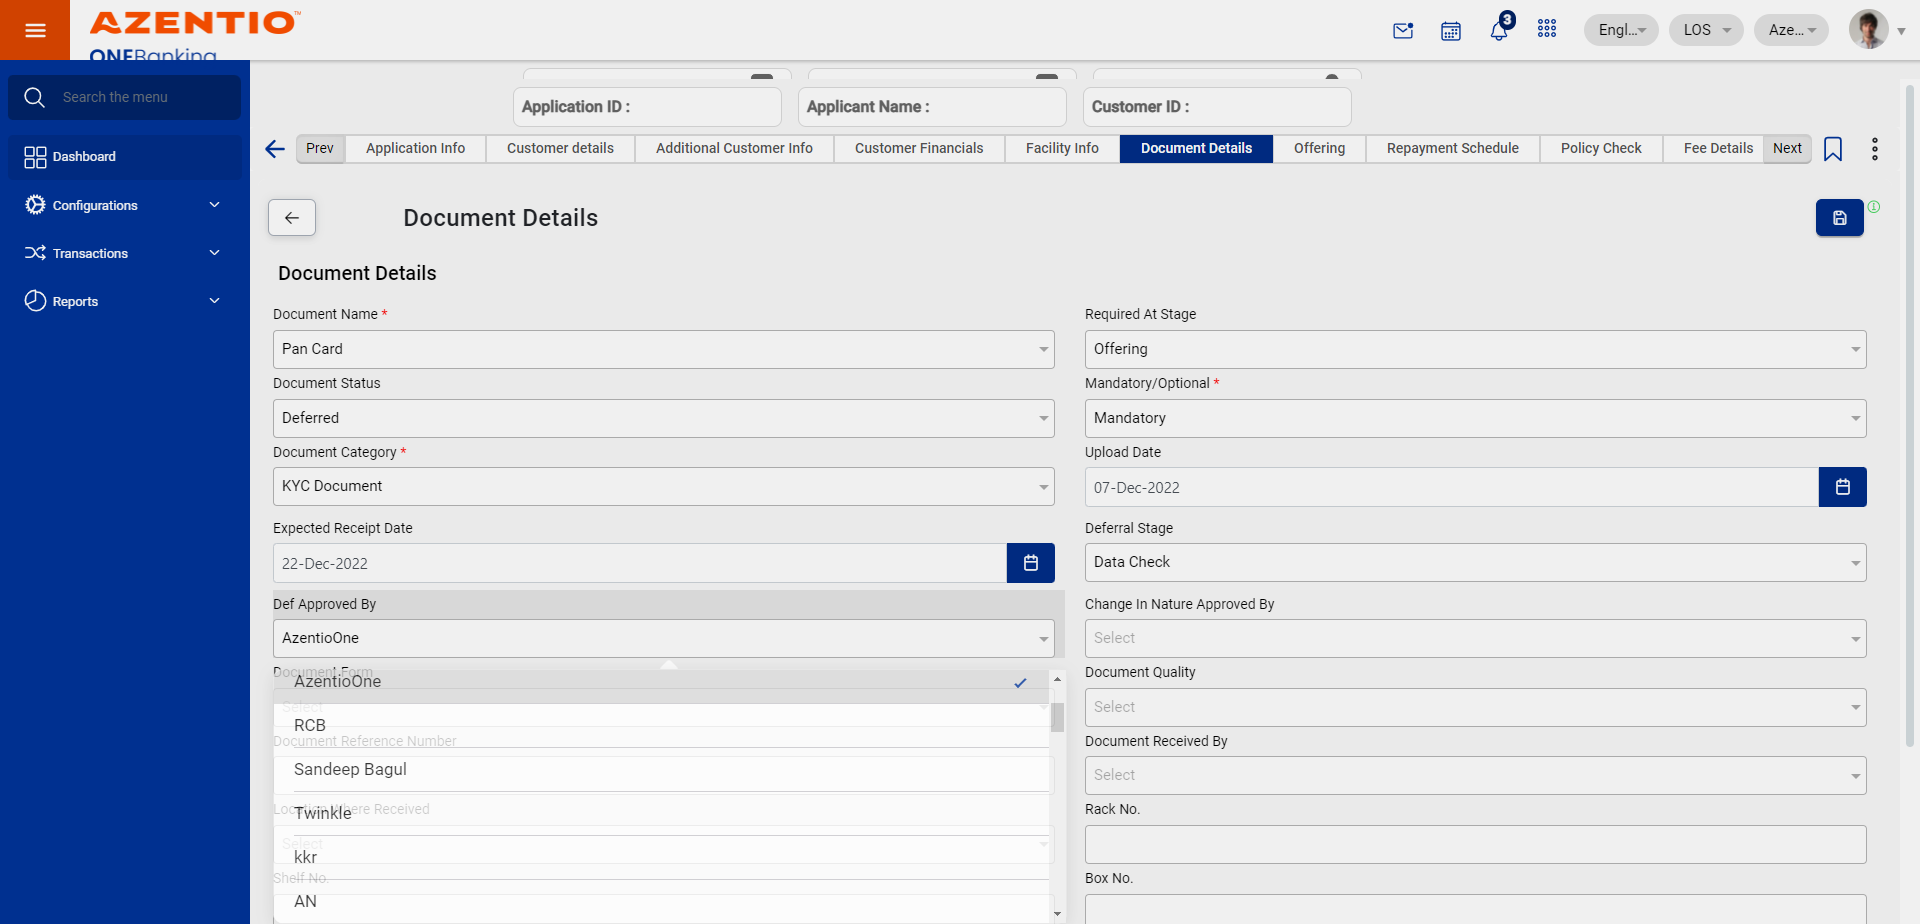 AZENTIO™
ONEBanking
3
Engl...
LOS
Aze...
Search the menu
Dashboard
Configurations
Transactions
Reports
Application ID :
Applicant Name :
Customer ID :
Prev
Application Info
Customer details
Additional Customer Info
Customer Financials
Facility Info
Document Details
Offering
Repayment Schedule
Policy Check
Fee Details
Next
Document Details
Document Details
Document Name *
Pan Card
Required At Stage
Offering
Document Status
Deferred
Mandatory/Optional *
Mandatory
Document Category *
KYC Document
Upload Date
07-Dec-2022
Expected Receipt Date
22-Dec-2022
Deferral Stage
Data Check
Def Approved By
AzentioOne
Change In Nature Approved By
Select
Document Form
AzentioOne
Select
RCB
Document Reference Number
Sandeep Bagul
Location Where Received
Twinkle
Select
kkr
Shelf No.
AN
Document Quality
Select
Document Received By
Select
Rack No.
Box No.